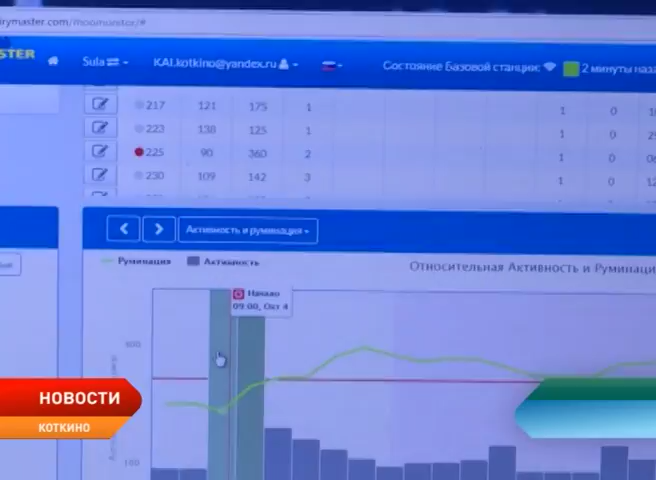 irymaster.com/moomonitor/#
STER Sula KAI.kotkino@yandex.ru Состояние Базовой станции: 2 минуты наза
217 121 175 1 1 0
223 138 125 1 1 0
225 90 360 2 1 0
230 109 142 3 1 0
Активность и руминация
Руминация Активность
Относительная Активность и Руминаци
Начало
09:00, Окт 4
НОВОСТИ
КОТКИНО